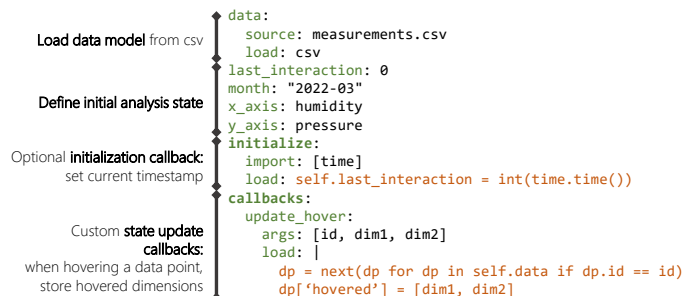 data:
source: measurements.csv
load: csv
Load data model from csv
last_interaction: 0
month: "2022-03"
x_axis: humidity
y_axis: pressure
Define initial analysis state
initialize:
import: [time]
load: self.last_interaction = int(time.time())
Optional initialization callback:
set current timestamp
callbacks:
update_hover:
args: [id, dim1, dim2]
load: |
dp = next(dp for dp in self.data if dp.id == id)
dp[‘hovered’] = [dim1, dim2]
Custom state update
callbacks:
when hovering a data point,
store hovered dimensions